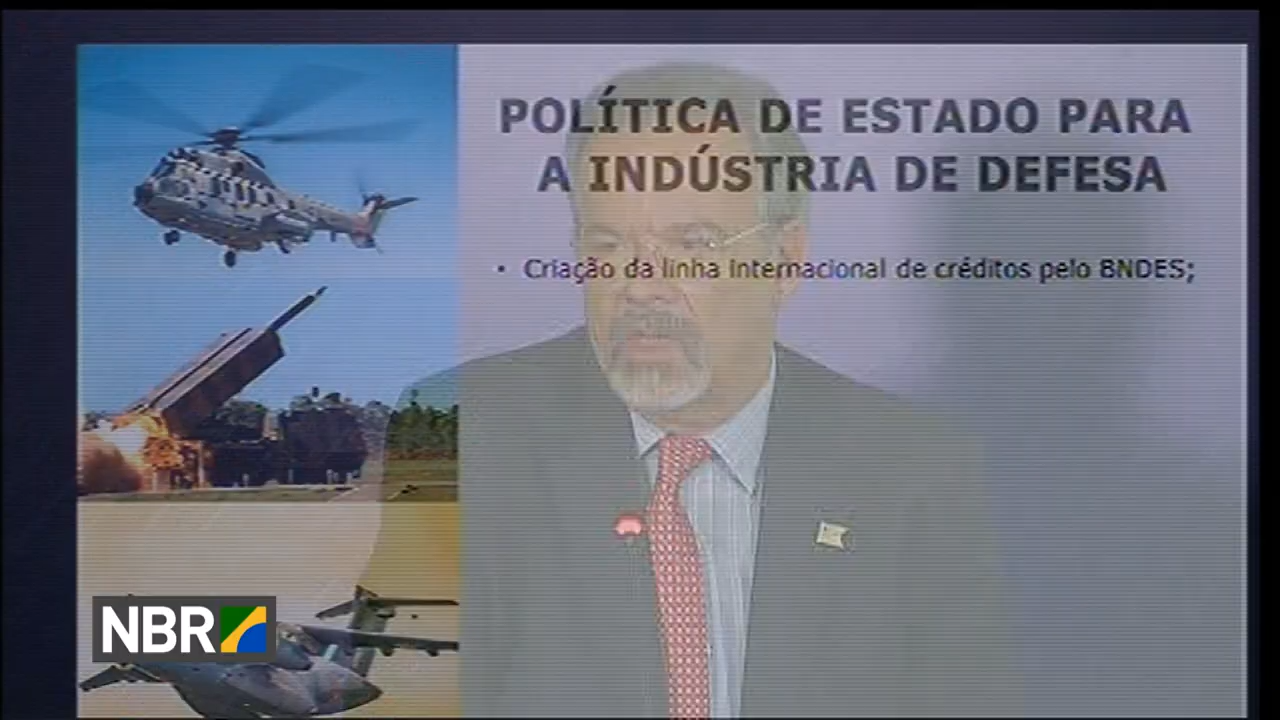 POLÍTICA DE ESTADO PARA
A INDÚSTRIA DE DEFESA
• Criação da linha internacional de créditos pelo BNDES;
NBR